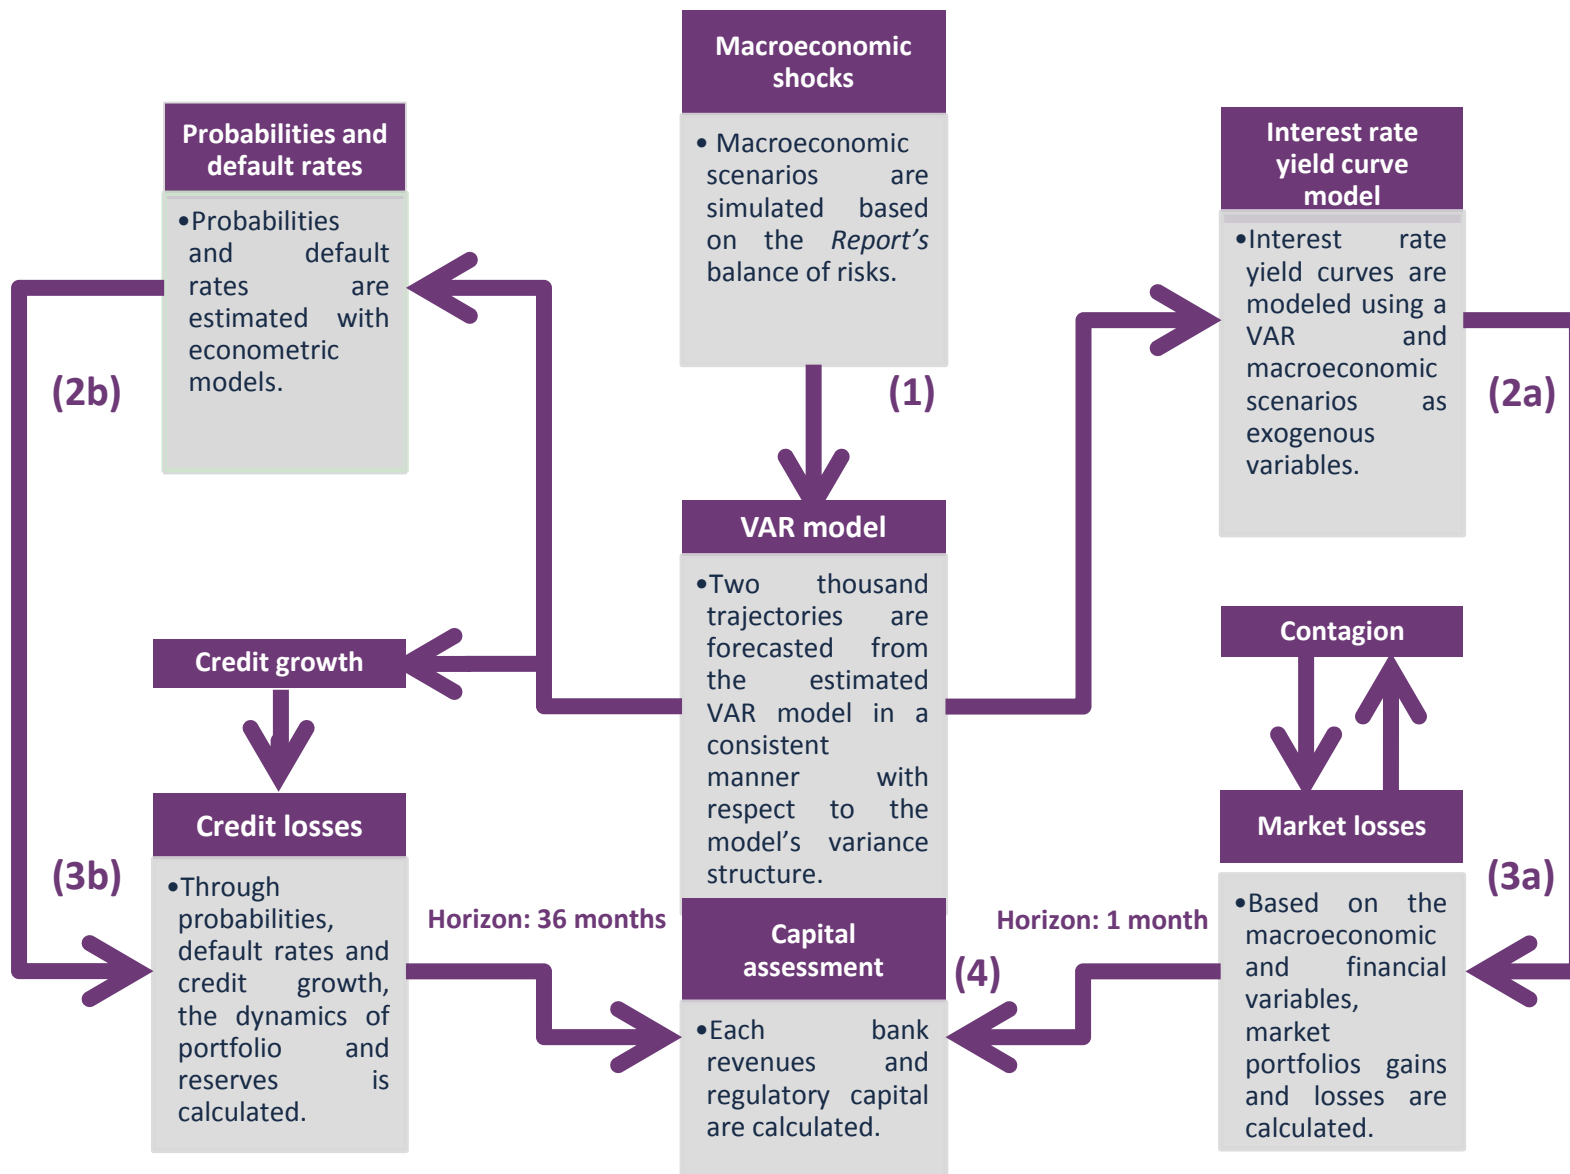 Macroeconomic
shocks
• Macroeconomic
scenarios are
simulated based
on the Report’s
balance of risks.
Probabilities and
default rates
•Probabilities
and default
rates are
estimated with
econometric
models.
Interest rate
yield curve
model
•Interest rate
yield curves are
modeled using a
VAR and
macroeconomic
scenarios as
exogenous
variables.
(2b)
(1)
(2a)
VAR model
•Two thousand
trajectories are
forecasted from
the estimated
VAR model in a
consistent
manner with
respect to the
model’s variance
structure.
Credit growth
Contagion
Credit losses
•Through
probabilities,
default rates and
credit growth,
the dynamics of
portfolio and
reserves is
calculated.
Market losses
•Based on the
macroeconomic
and financial
variables,
market
portfolios gains
and losses are
calculated.
(3b)
(3a)
Horizon: 36 months
Horizon: 1 month
Capital
assessment
(4)
•Each bank
revenues and
regulatory capital
are calculated.